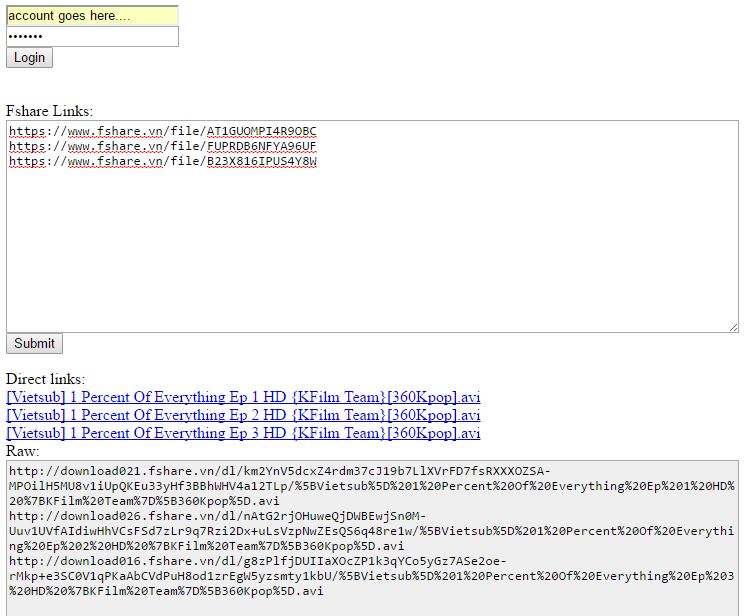 account goes here....
•••••••
Login
Fshare Links:
https://www.fshare.vn/file/AT1GUOMPI4R9OBC
https://www.fshare.vn/file/FUPRDB6NFYA96UF
https://www.fshare.vn/file/B23X816IPUS4Y8W
Submit
Direct links:
[Vietsub] 1 Percent Of Everything Ep 1 HD {KFilm Team}[360Kpop].avi
[Vietsub] 1 Percent Of Everything Ep 2 HD {KFilm Team}[360Kpop].avi
[Vietsub] 1 Percent Of Everything Ep 3 HD {KFilm Team}[360Kpop].avi
Raw:
http://download021.fshare.vn/dl/km2YnV5dcxZ4rdm37cJ19b7LlXVrFD7fsRXXXOZSA-
MPOilH5MU8v1iUpQKEu33yHf3BBhWHV4a12TLp/%5BVietsub%5D%201%20Percent%20Of%20Everything%20Ep%201%20HD%
20%7BKFilm%20Team%7D%5B360Kpop%5D.avi
http://download026.fshare.vn/dl/nAtG2rjOHuweQjDWBEwjSn0M-
Uuv1UVfAIdiwHhVCsFSd7zLr9q7Rzi2Dx+uLsVzpNwZEsQS6q48re1w/%5BVietsub%5D%201%20Percent%20Of%20Everythi
ng%20Ep%202%20HD%20%7BKFilm%20Team%7D%5B360Kpop%5D.avi
http://download016.fshare.vn/dl/g8zPlfjDUIIaXOcZP1k3qYCo5yGz7ASe2oe-
rMkp+e3SC0V1qPKaAbCVdPuH8od1zrEgW5yzsmty1kbU/%5BVietsub%5D%201%20Percent%20Of%20Everything%20Ep%203
%20HD%20%7BKFilm%20Team%7D%5B360Kpop%5D.avi